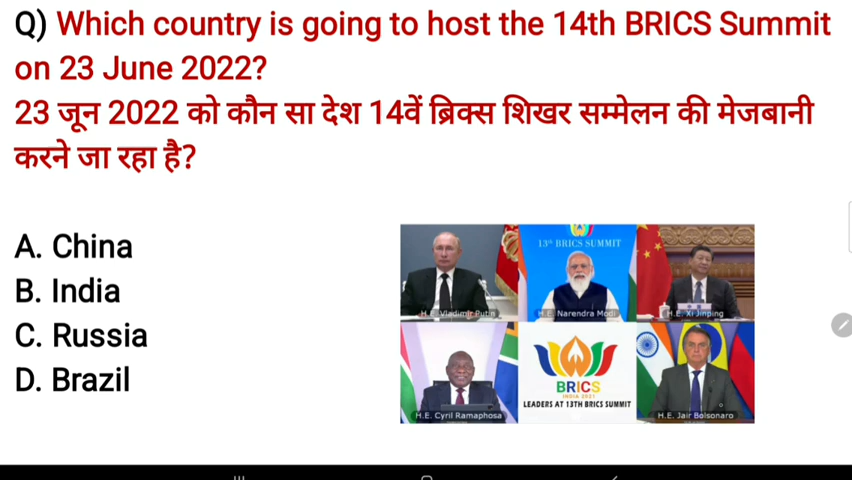 Q) Which country is going to host the 14th BRICS Summit
on 23 June 2022?
23 जून 2022 को कौन सा देश 14वें ब्रिक्स शिखर सम्मेलन की मेजबानी
करने जा रहा है?
A. China
B. India
C. Russia
D. Brazil
13th BRICS SUMMIT
H.E. Vladimir Putin
H.E. Narendra Modi
H.E. Xi Jinping
BRICS
INDIA 2021
LEADERS AT 13TH BRICS SUMMIT
H.E. Cyril Ramaphosa
H.E. Jair Bolsonaro